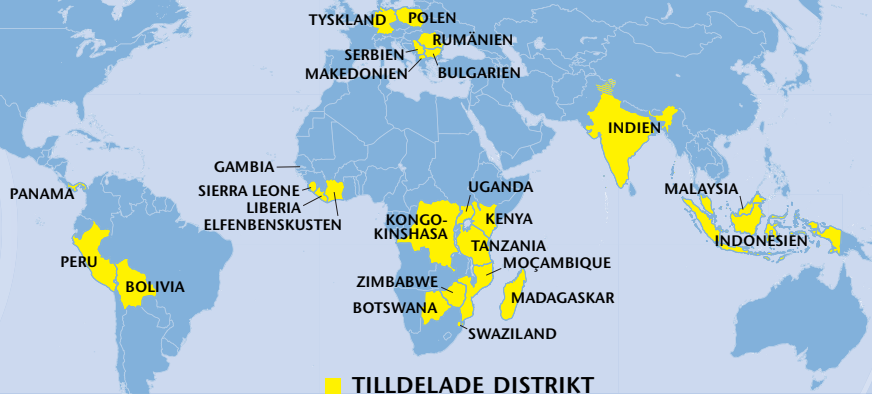 TYSKLAND
POLEN
RUMÄNIEN
SERBIEN
MAKEDONIEN
BULGARIEN
INDIEN
GAMBIA
SIERRA LEONE
LIBERIA
ELFENBENSKUSTEN
PANAMA
PERU
BOLIVIA
UGANDA
KONGO-
KINSHASA
KENYA
TANZANIA
MOÇAMBIQUE
ZIMBABWE
BOTSWANA
MADAGASKAR
SWAZILAND
MALAYSIA
INDONESIEN
TILLDELADE DISTRIKT